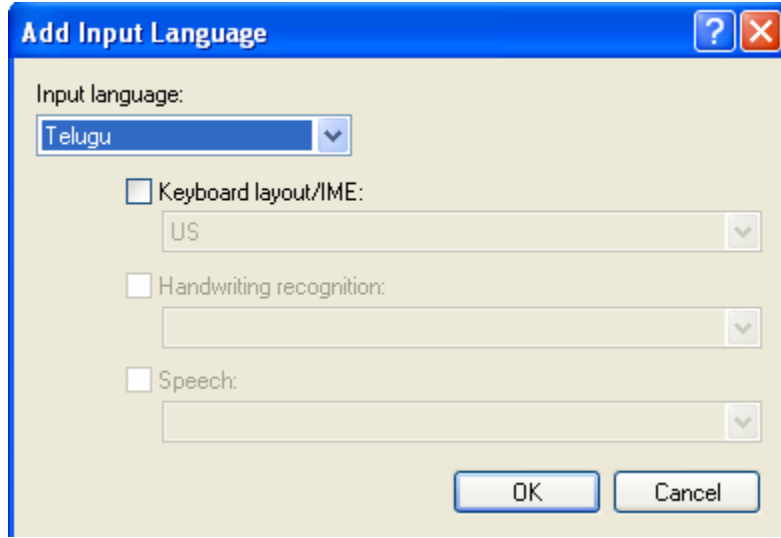 Add Input Language
Input language:
Telugu
Keyboard layout/IME:
US
Handwriting recognition:
Speech:
OK Cancel